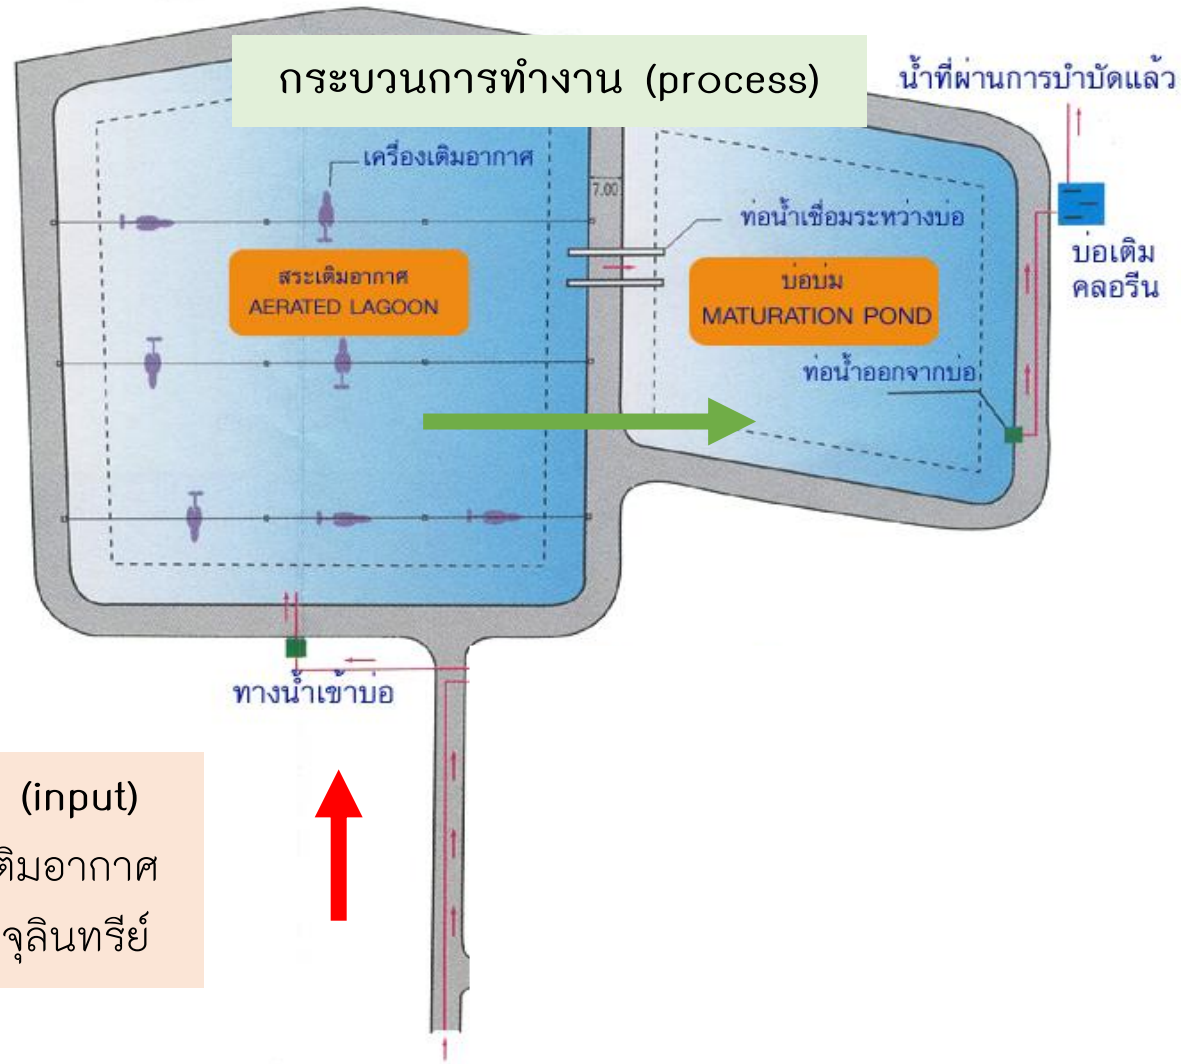 กระบวนการทำงาน (process)
น้ำที่ผ่านการบำบัดแล้ว
เครื่องเติมอากาศ
7.00
ท่อน้ำเชื่อมระหว่างบ่อ
บ่อเติม
คลอรีน
สระเติมอากาศ
AERATED LAGOON
บ่อบ่ม
MATURATION POND
ท่อน้ำออกจากบ่อ
ทางน้ำเข้าบ่อ
(input)
ติมอากาศ
จุลินทรีย์